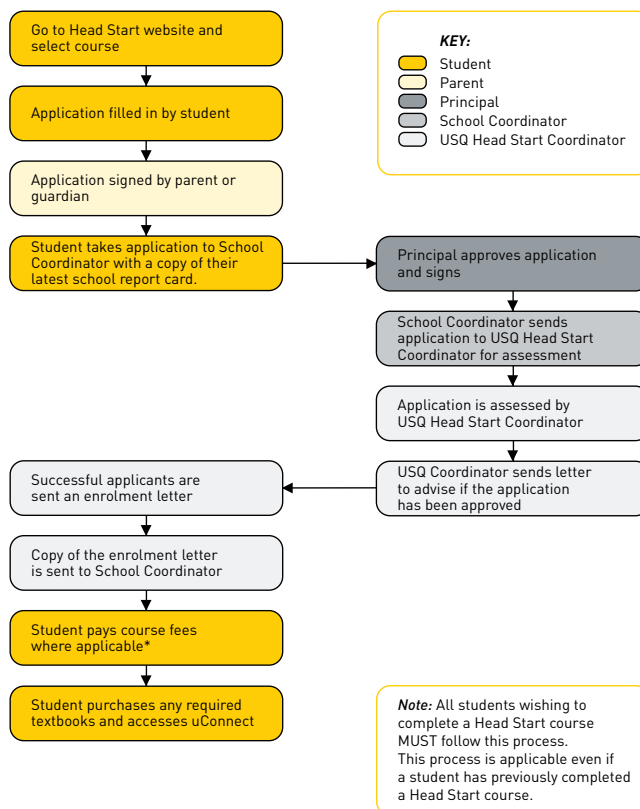 Go to Head Start website and
select course
Application filled in by student
Application signed by parent or
guardian
Student takes application to School
Coordinator with a copy of their
latest school report card.
KEY:
Student
Parent
Principal
School Coordinator
USQ Head Start Coordinator
Principal approves application
and signs
School Coordinator sends
application to USQ Head Start
Coordinator for assessment
Application is assessed by
USQ Head Start Coordinator
USQ Coordinator sends letter
to advise if the application
has been approved
Successful applicants are
sent an enrolment letter
Copy of the enrolment letter
is sent to School Coordinator
Student pays course fees
where applicable*
Student purchases any required
textbooks and accesses uConnect
Note: All students wishing to
complete a Head Start course
MUST follow this process.
This process is applicable even if
a student has previously completed
a Head Start course.